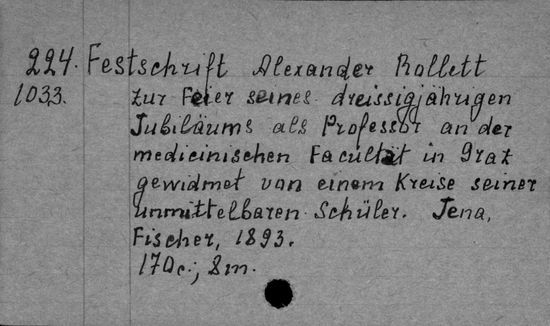 224. Festschrift Alexander Rollett
1033. zur Feier seines dreissigjährigen
Jubiläums als Professor an der
medicinischen Facultät in Graz
gewidmet von einem Kreise seiner
unmittelbaren Schüler. Jena,
Fischer, 1893.
170c.; 8m.